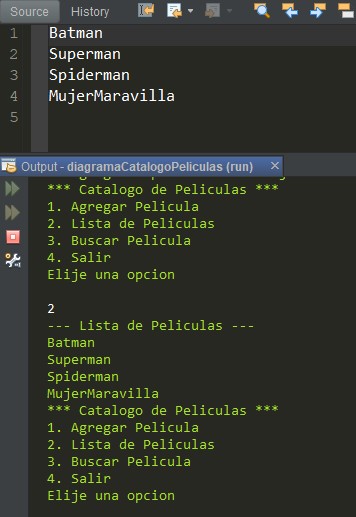 Source History
1 Batman
2 Superman
3 Spiderman
4 MujerMaravilla
5
Output - diagramaCatalogoPeliculas (run)
*** Catalogo de Peliculas ***
1. Agregar Pelicula
2. Lista de Peliculas
3. Buscar Pelicula
4. Salir
Elije una opcion
2
--- Lista de Peliculas ---
Batman
Superman
Spiderman
MujerMaravilla
*** Catalogo de Peliculas ***
1. Agregar Pelicula
2. Lista de Peliculas
3. Buscar Pelicula
4. Salir
Elije una opcion